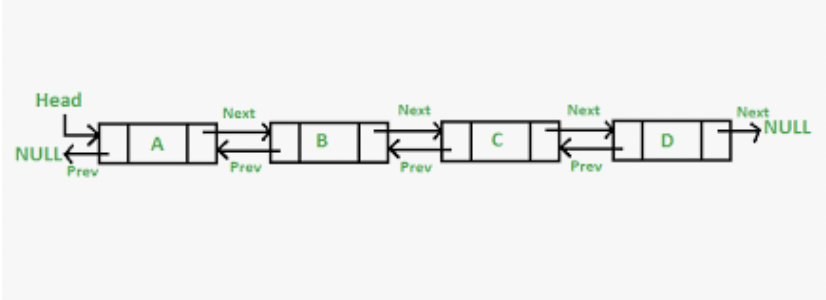 Head
Next Next Next Next
A B C D NULL
NULL
Prev Prev Prev Prev